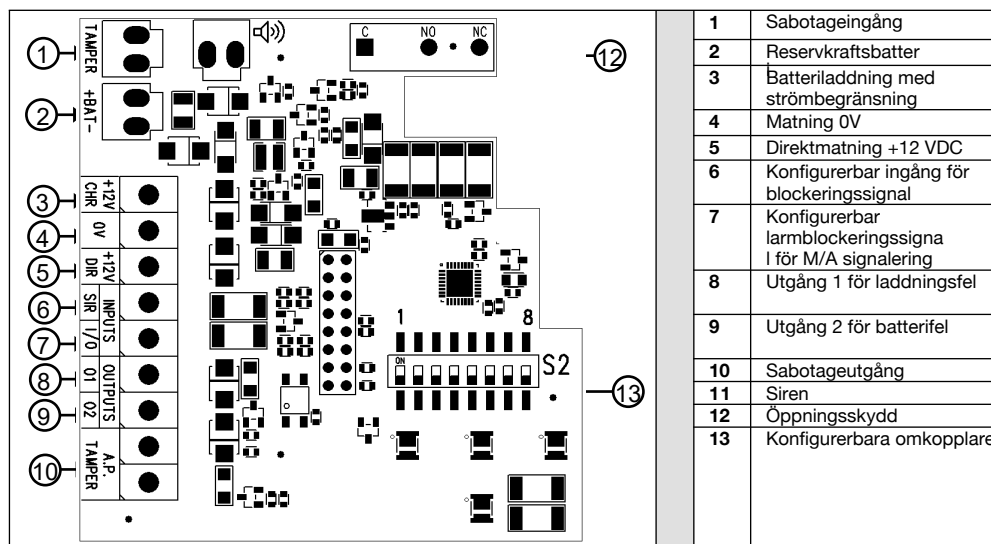 1
TAMPER
C
NO
NC
12
2
+BAT-
3
+12V
CHR
4
0V
5
+12V
DIR
6
SIR
INPUTS
7
I/O
8
O1
OUTPUTS
9
O2
10
A.P.
TAMPER
1
8
ON
S2
13
1 Sabotageingång
2 Reservkraftsbatter
i
3 Batteriladdning med
strömbegränsning
4 Matning 0V
5 Direktmatning +12 VDC
6 Konfigurerbar ingång för
blockeringssignal
7 Konfigurerbar
larmblockeringssigna
l för M/A signalering
8 Utgång 1 för laddningsfel
9 Utgång 2 för batterifel
10 Sabotageutgång
11 Siren
12 Öppningsskydd
13 Konfigurerbara omkopplare